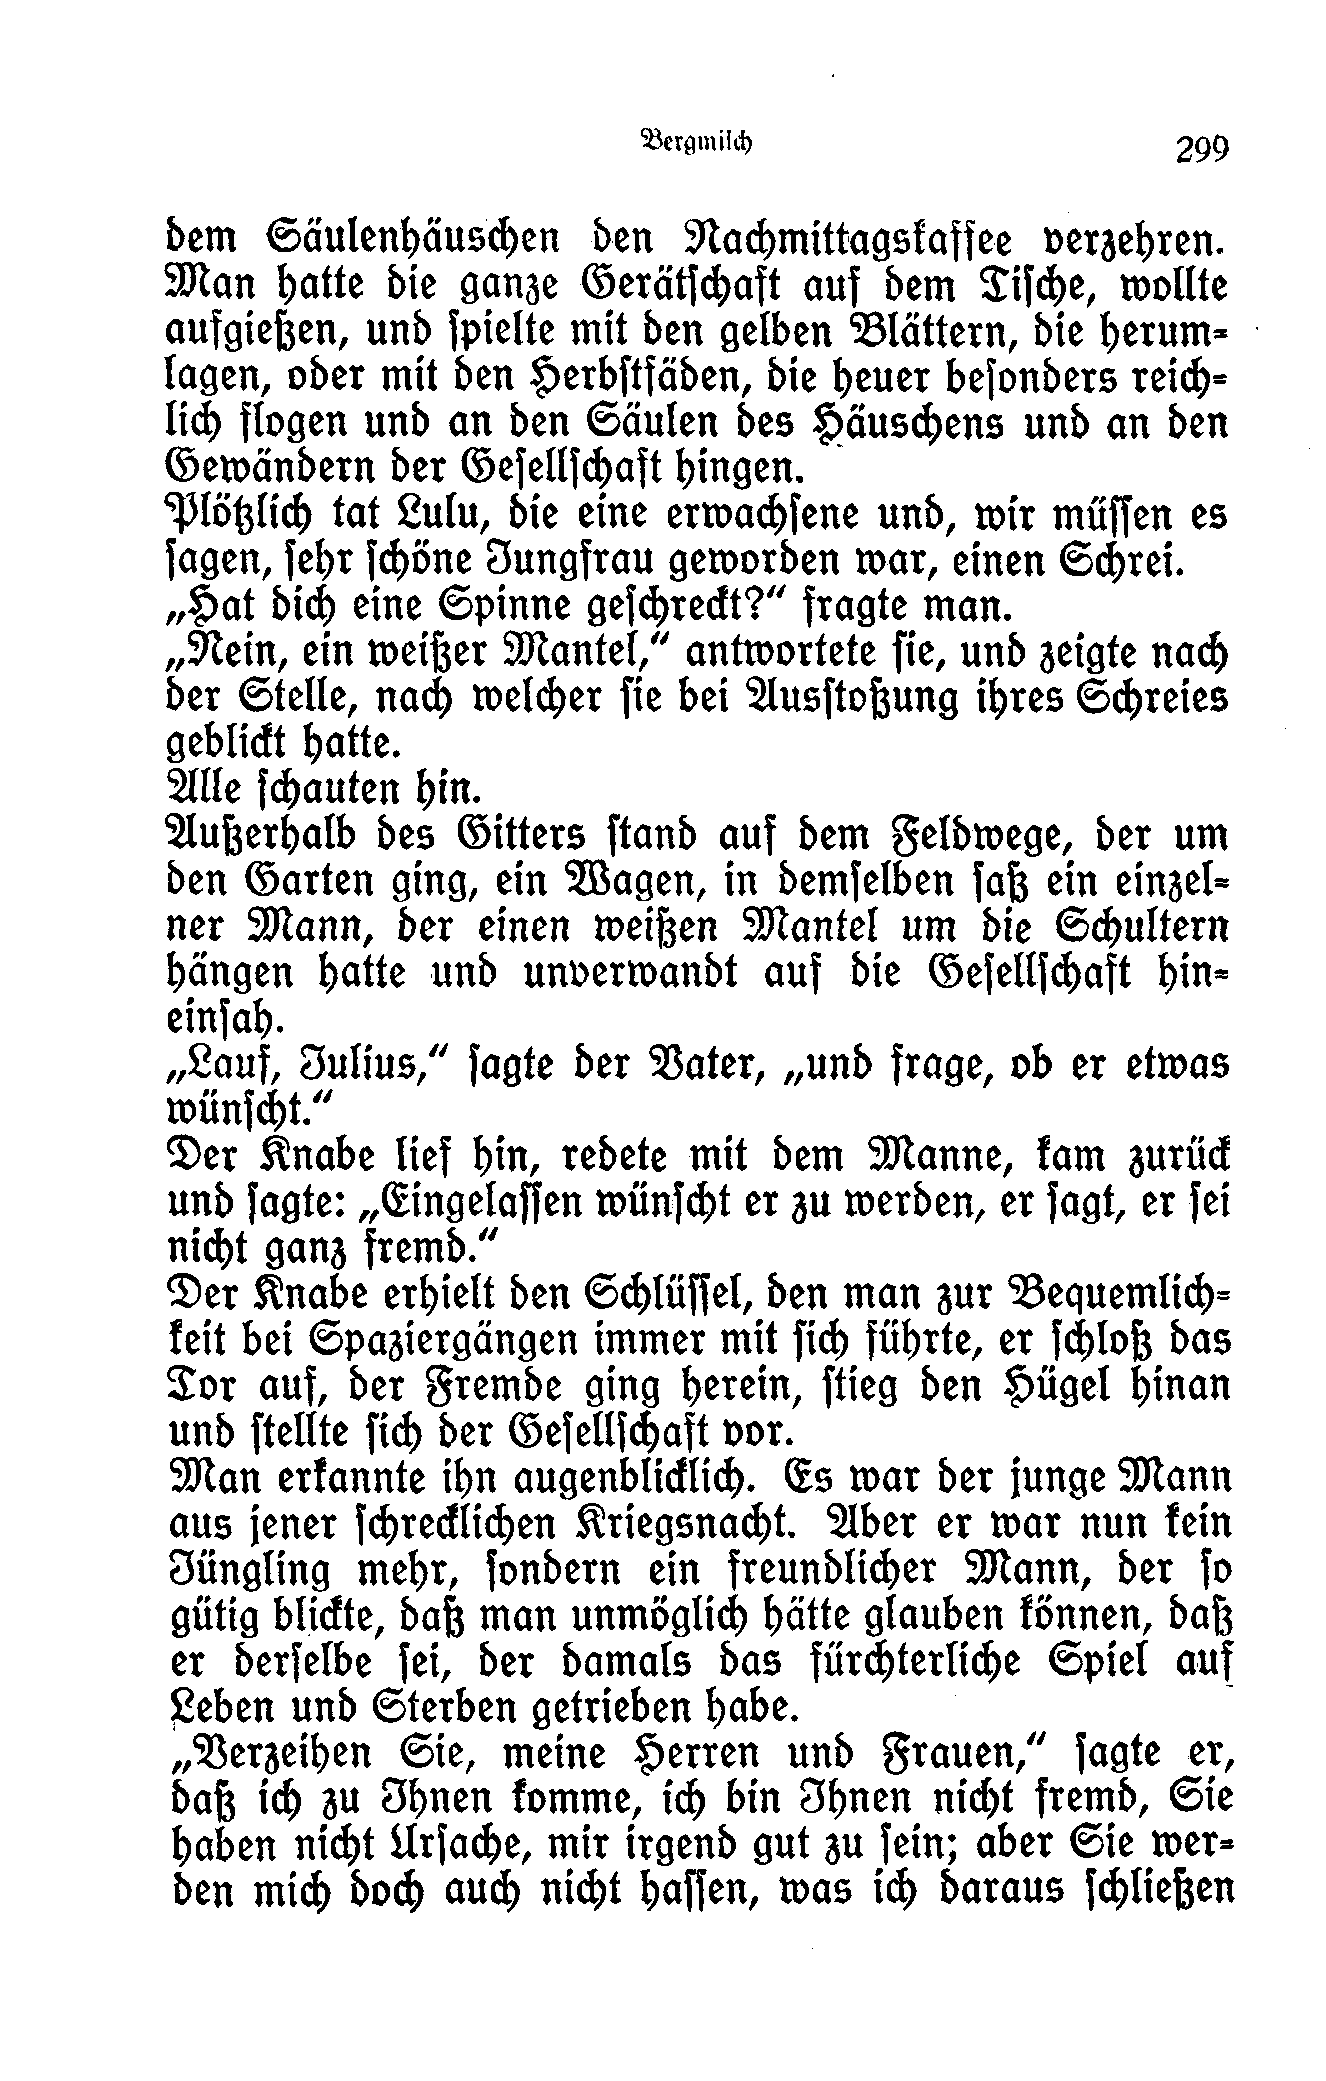 Bergmilch 299
dem Säulenhäuschen den Nachmittagskaffee verzehren.
Man hatte die ganze Gerätschaft auf dem Tische, wollte
aufgießen, und spielte mit den gelben Blättern, die herum-
lagen, oder mit den Herbstfäden, die heuer besonders reich-
lich flogen und an den Säulen des Häuschens und an den
Gewändern der Gesellschaft hingen.
Plötzlich tat Lulu, die eine erwachsene und, wir müssen es
sagen, sehr schöne Jungfrau geworden war, einen Schrei.
„Hat dich eine Spinne geschreckt?“ fragte man.
„Nein, ein weißer Mantel,“ antwortete sie, und zeigte nach
der Stelle, nach welcher sie bei Ausstoßung ihres Schreies
geblickt hatte.
Alle schauten hin.
Außerhalb des Gitters stand auf dem Feldwege, der um
den Garten ging, ein Wagen, in demselben saß ein einzel-
ner Mann, der einen weißen Mantel um die Schultern
hängen hatte und unverwandt auf die Gesellschaft hin-
einsah.
„Lauf, Julius,“ sagte der Vater, „und frage, ob er etwas
wünscht.“
Der Knabe lief hin, redete mit dem Manne, kam zurück
und sagte: „Eingelassen wünscht er zu werden, er sagt, er sei
nicht ganz fremd.“
Der Knabe erhielt den Schlüssel, den man zur Bequemlich-
keit bei Spaziergängen immer mit sich führte, er schloß das
Tor auf, der Fremde ging herein, stieg den Hügel hinan
und stellte sich der Gesellschaft vor.
Man erkannte ihn augenblicklich. Es war der junge Mann
aus jener schrecklichen Kriegsnacht. Aber er war nun kein
Jüngling mehr, sondern ein freundlicher Mann, der so
gütig blickte, daß man unmöglich hätte glauben können, daß
er derselbe sei, der damals das fürchterliche Spiel auf
Leben und Sterben getrieben habe.
„Verzeihen Sie, meine Herren und Frauen,“ sagte er,
daß ich zu Ihnen komme, ich bin Ihnen nicht fremd, Sie
haben nicht Ursache, mir irgend gut zu sein; aber Sie wer-
den mich doch auch nicht hassen, was ich daraus schließen